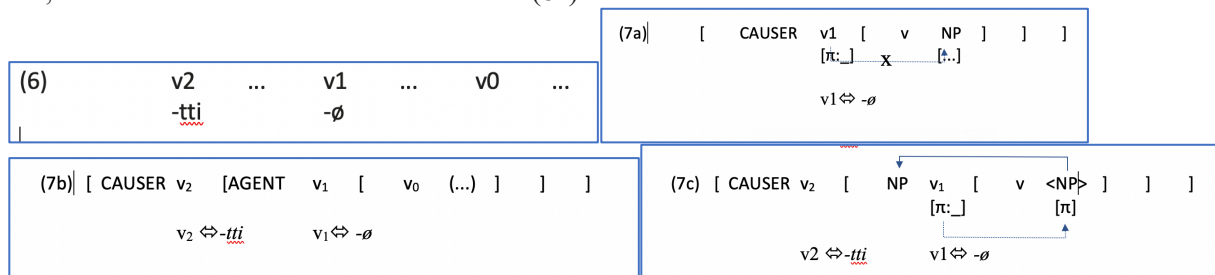 (7a) [ CAUSER v1 [ v NP ] ] ]
[π:_] x [...]
v1⇔ -ø
(6) v2 ... v1 ... v0 ...
-tti -ø
(7b) [ CAUSER v₂ [AGENT v₁ [ v₀ (...) ] ] ]
v₂ ⇔-tti v₁⇔ -ø
(7c) [ CAUSER v₂ [ NP v₁ [ v <NP> ] ] ]
[π:_] [π]
v2 ⇔-tti v1⇔ -ø